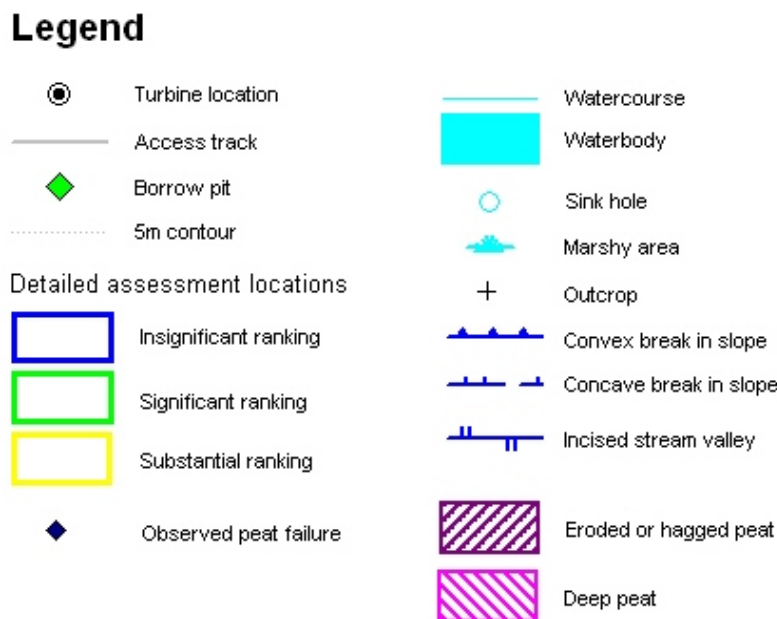 Legend
Turbine location
Access track
Borrow pit
5m contour
Detailed assessment locations
Insignificant ranking
Significant ranking
Substantial ranking
Observed peat failure
Watercourse
Waterbody
Sink hole
Marshy area
Outcrop
Convex break in slope
Concave break in slope
Incised stream valley
Eroded or hagged peat
Deep peat